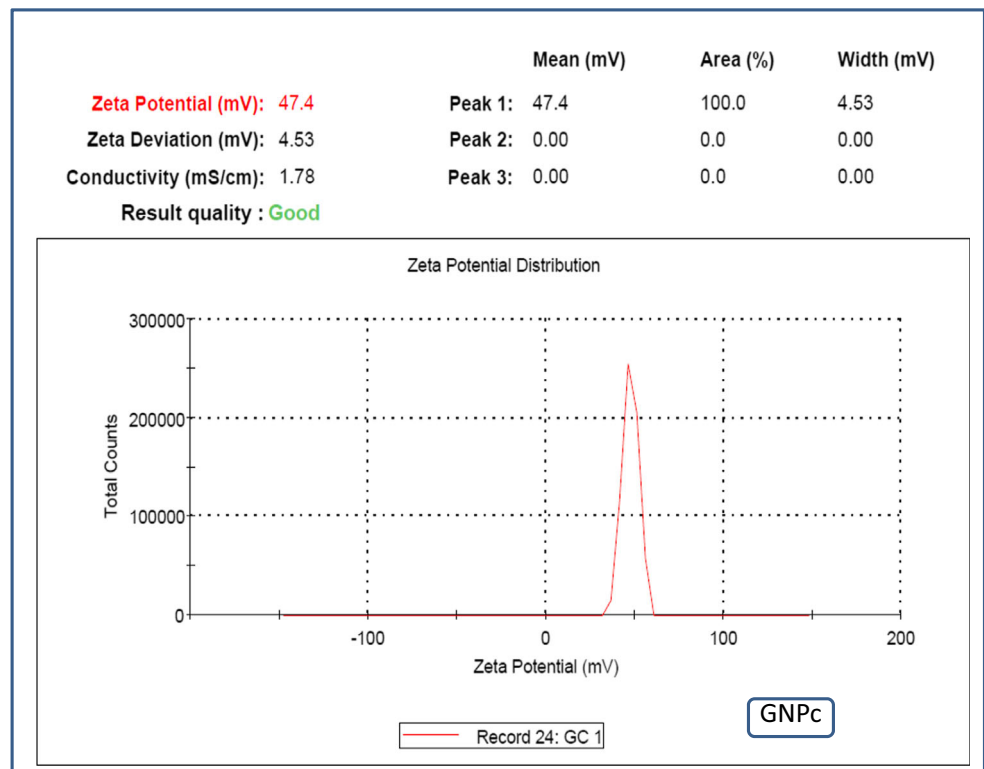 Mean (mV) Area (%) Width (mV)
Zeta Potential (mV): 47.4 Peak 1: 47.4 100.0 4.53
Zeta Deviation (mV): 4.53 Peak 2: 0.00 0.0 0.00
Conductivity (mS/cm): 1.78 Peak 3: 0.00 0.0 0.00
Result quality : Good
Zeta Potential Distribution
300000
200000
100000
0
Total Counts
-100 0 100 200
Zeta Potential (mV)
GNPc
Record 24: GC 1